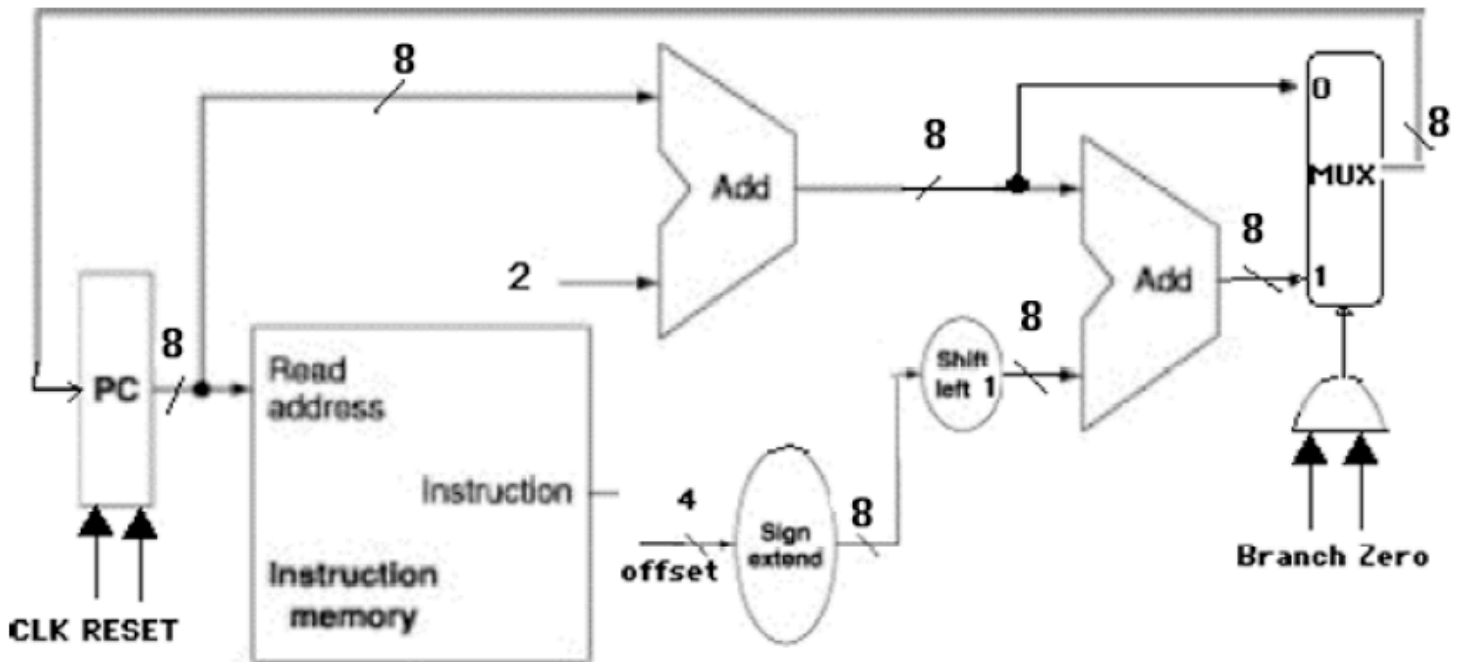 8
0
8
8
MUX
Add
8
2
Add
1
8
8
Shift
left 1
PC
Read
address
Instruction
4
8
Sign
extend
offset
Instruction
memory
Branch Zero
CLK RESET